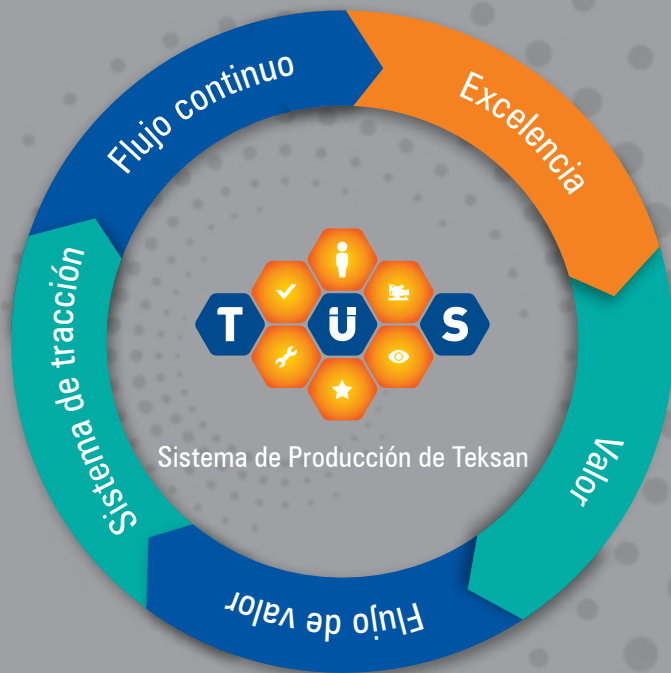 Flujo continuo
Excelencia
Valor
Flujo de valor
Sistema de tracción
T Ü S
Sistema de Producción de Teksan